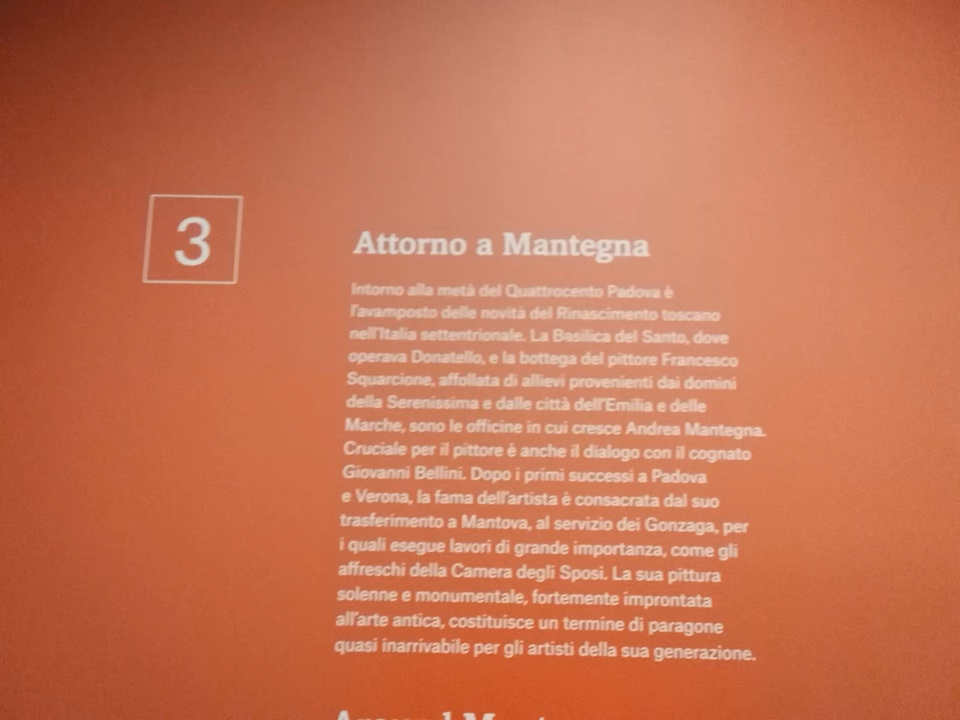 3
Attorno a Mantegna
Intorno alla metà del Quattrocento Padova è
l'avamposto delle novità del Rinascimento toscano
nell'Italia settentrionale. La Basilica del Santo, dove
operava Donatello, e la bottega del pittore Francesco
Squarcione, affollata di allievi provenienti dai domini
della Serenissima e dalle città dell'Emilia e delle
Marche, sono le officine in cui cresce Andrea Mantegna.
Cruciale per il pittore è anche il dialogo con il cognato
Giovanni Bellini. Dopo i primi successi a Padova
e Verona, la fama dell'artista è consacrata dal suo
trasferimento a Mantova, al servizio dei Gonzaga, per
i quali esegue lavori di grande importanza, come gli
affreschi della Camera degli Sposi. La sua pittura
solenne e monumentale, fortemente improntata
all'arte antica, costituisce un termine di paragone
quasi inarrivabile per gli artisti della sua generazione.